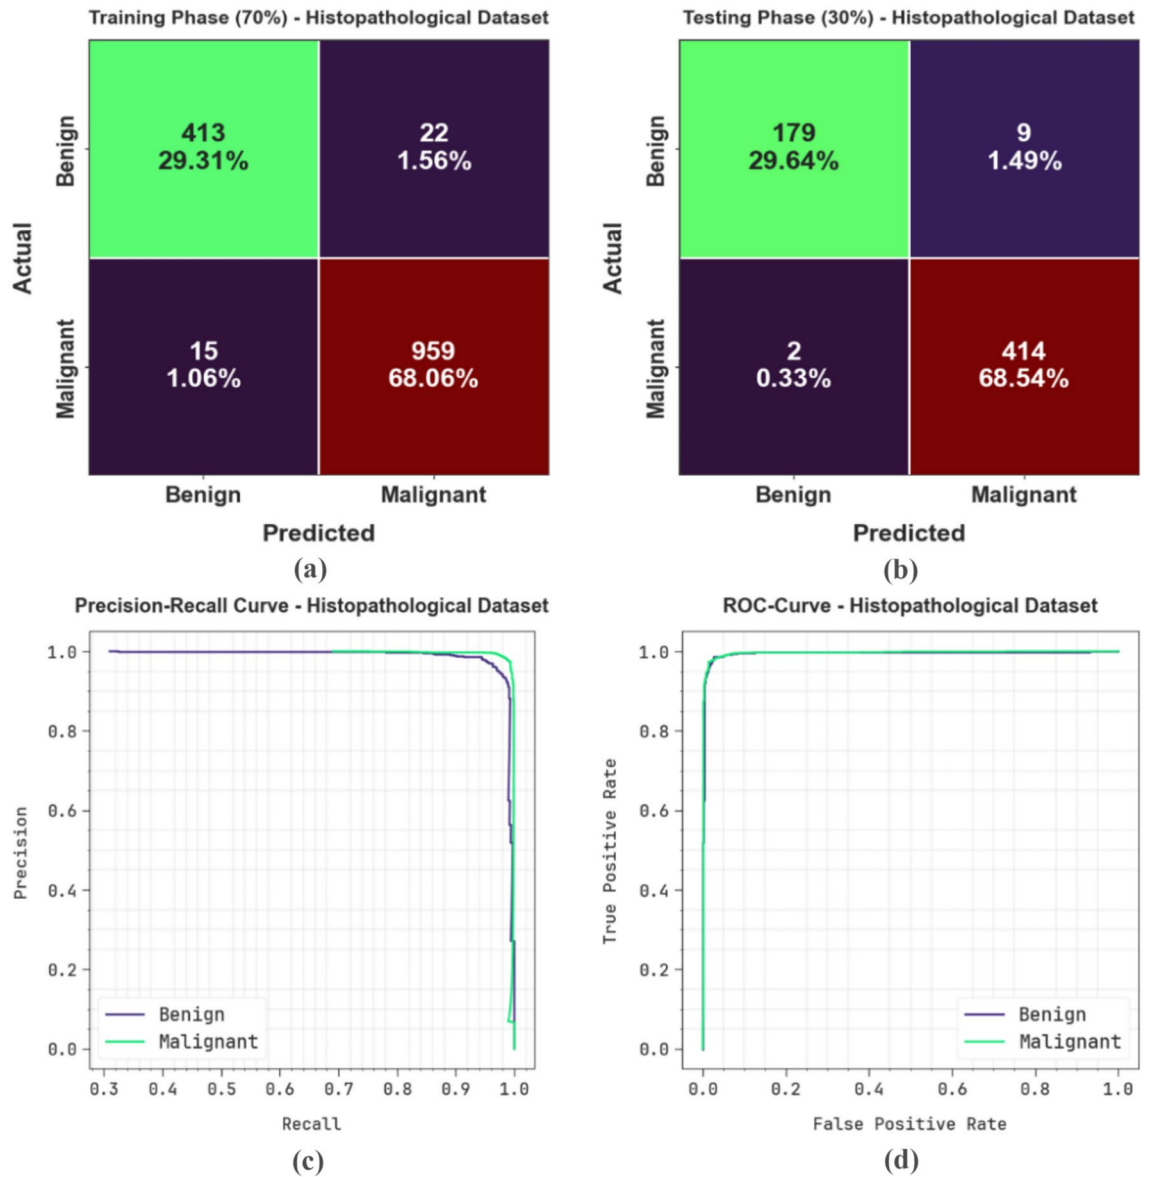 Training Phase (70%) - Histopathological Dataset
Actual
Benign
Malignant
413
29.31%
22
1.56%
15
1.06%
959
68.06%
Benign Malignant
Predicted
(a)
Testing Phase (30%) - Histopathological Dataset
Actual
Benign
Malignant
179
29.64%
9
1.49%
2
0.33%
414
68.54%
Benign Malignant
Predicted
(b)
Precision-Recall Curve - Histopathological Dataset
Precision
1.0
0.8
0.6
0.4
0.2
0.0
Benign
Malignant
0.3 0.4 0.5 0.6 0.7 0.8 0.9 1.0
Recall
(c)
ROC-Curve - Histopathological Dataset
True Positive Rate
1.0
0.8
0.6
0.4
0.2
0.0
Benign
Malignant
0.0 0.2 0.4 0.6 0.8 1.0
False Positive Rate
(d)